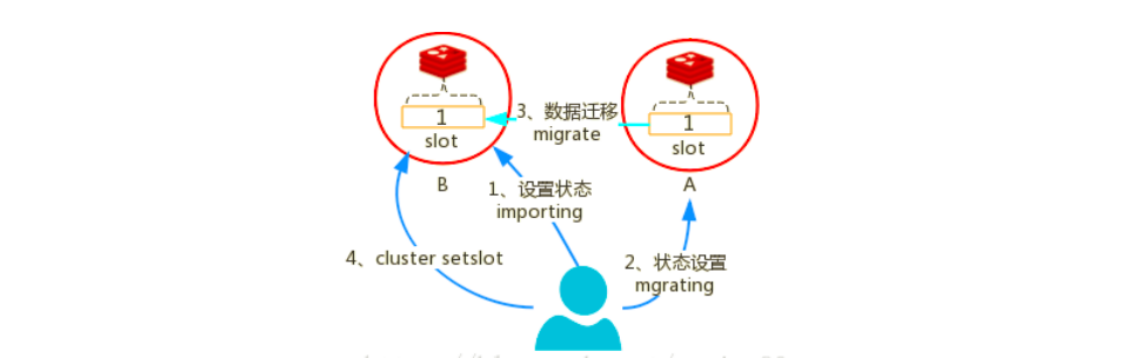 1
slot
B
3、数据迁移
migrate
1
slot
A
1、设置状态
importing
4、cluster setslot
2、状态设置
mgrating